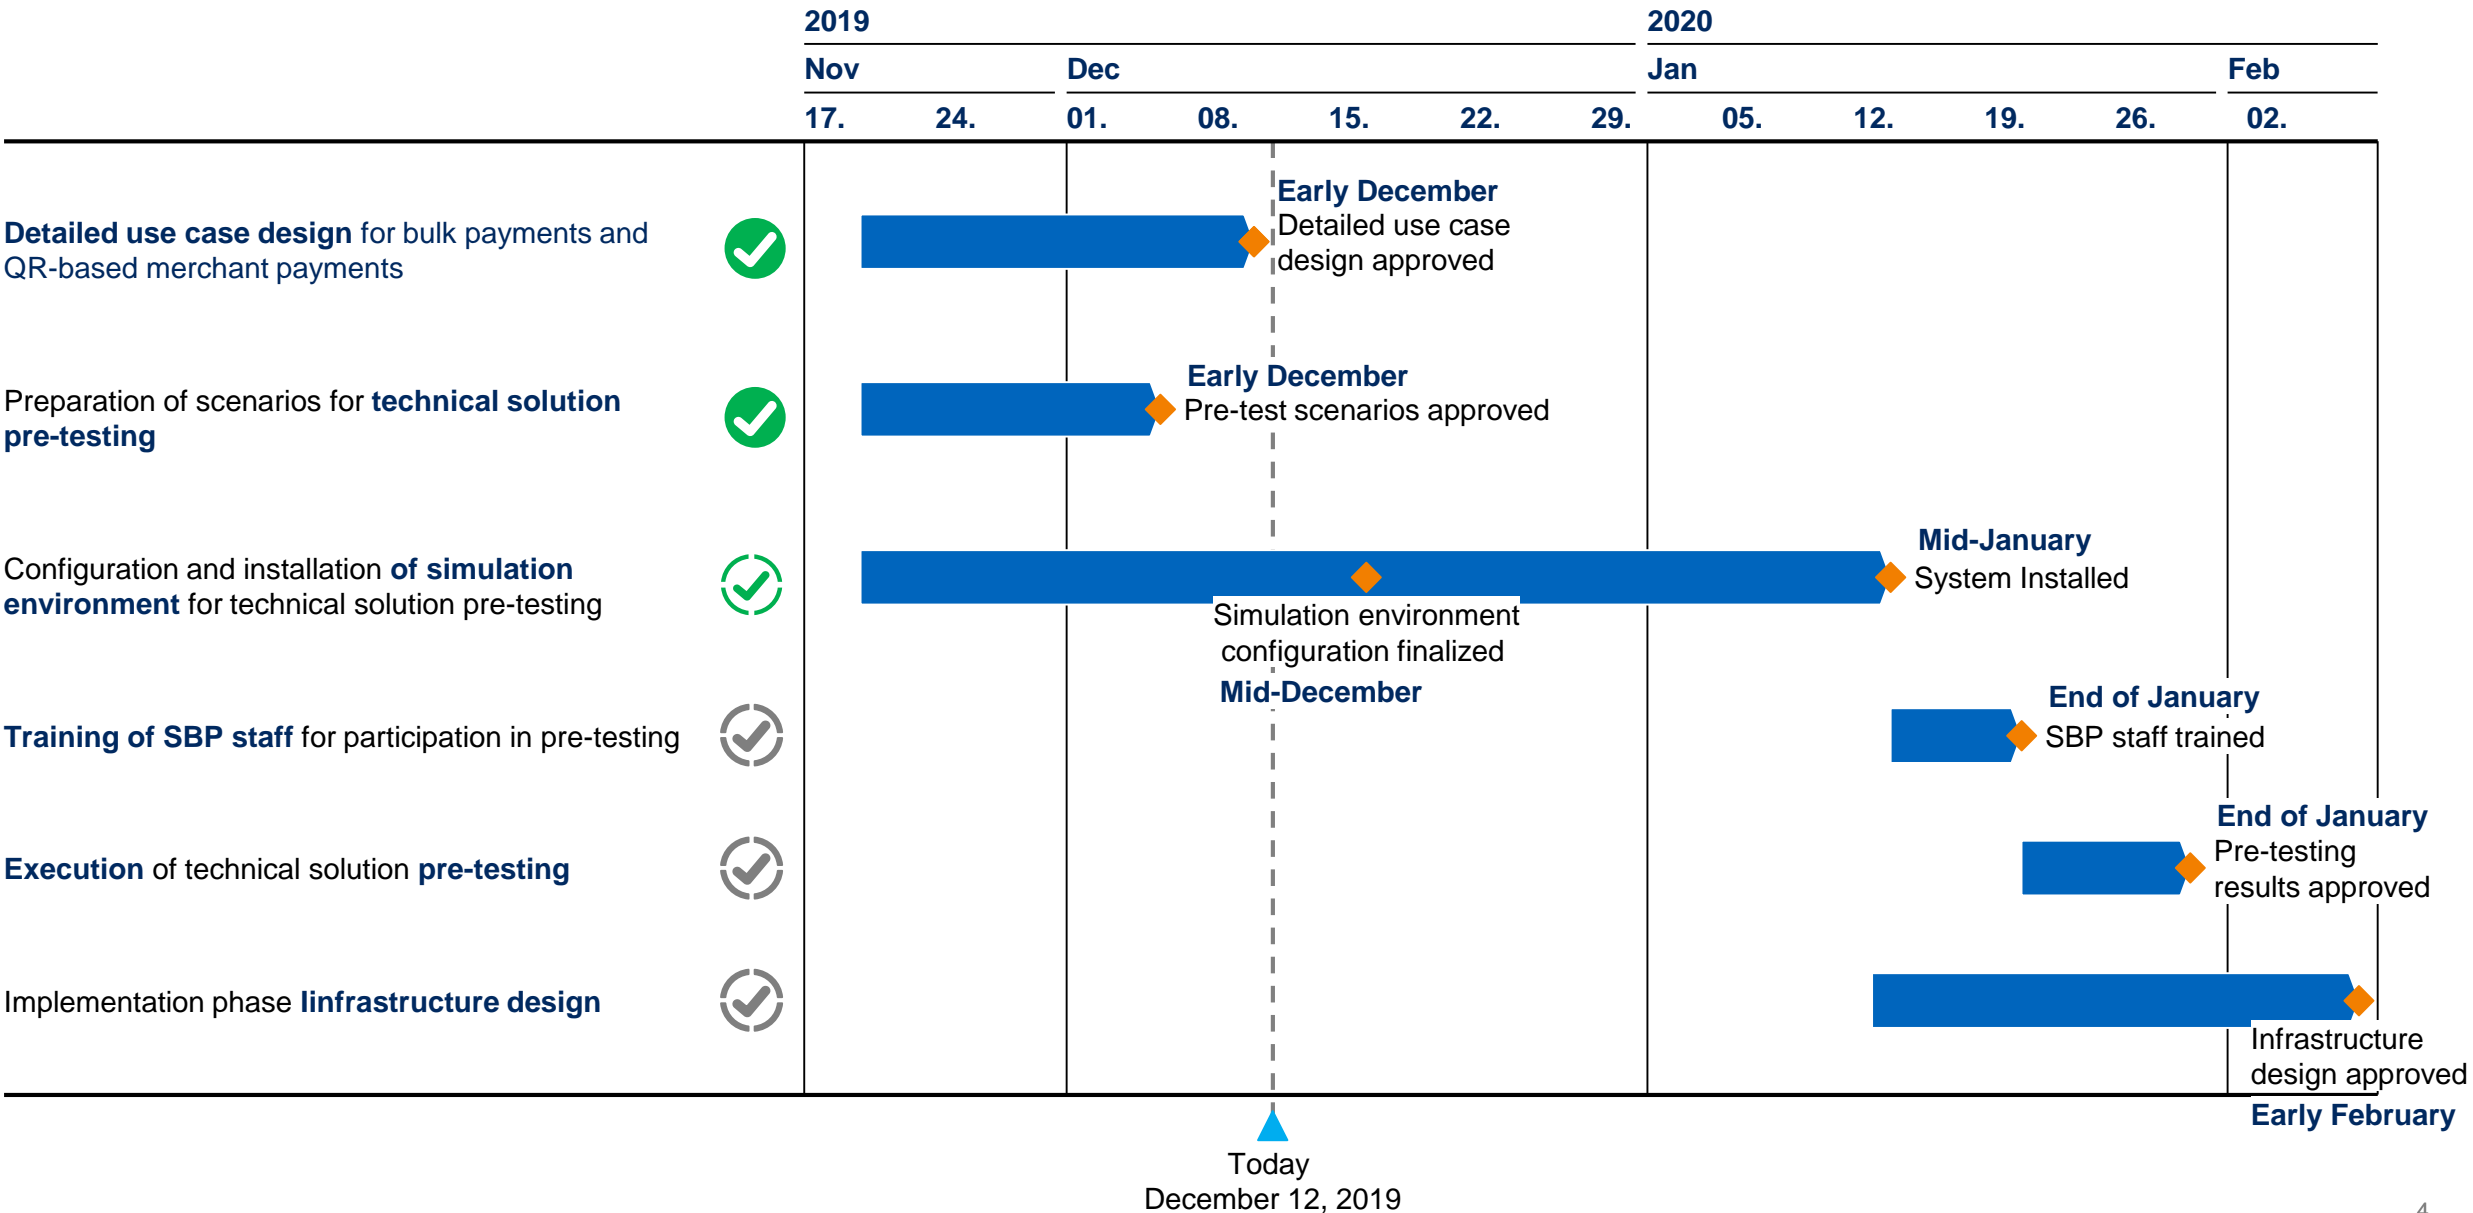 2019 2020
Nov Dec Jan Feb
17. 24. 01. 08. 15. 22. 29. 05. 12. 19. 26. 02.
Detailed use case design for bulk payments and
QR-based merchant payments
Early December
Detailed use case
design approved
Preparation of scenarios for technical solution
pre-testing
Early December
Pre-test scenarios approved
Configuration and installation of simulation
environment for technical solution pre-testing
Mid-January
System Installed
Simulation environment
configuration finalized
Mid-December
Training of SBP staff for participation in pre-testing
End of January
SBP staff trained
Execution of technical solution pre-testing
End of January
Pre-testing
results approved
Implementation phase Iinfrastructure design
Infrastructure
design approved
Early February
Today
December 12, 2019
4